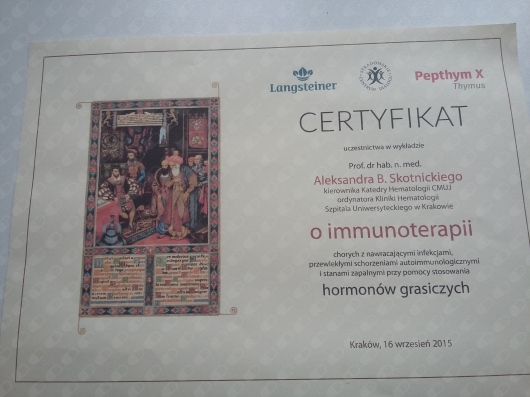 Langsteiner
Pepthym X
Thymus
CERTYFIKAT
uczestnictwa w wykładzie
Prof. dr hab. n. med.
Aleksandra B. Skotnickiego
kierownika Katedry Hematologii CMUJ
ordynatora Kliniki Hematologii
Szpitala Uniwersyteckiego w Krakowie
o immunoterapii
chorych z nawracającymi infekcjami,
przewlekłymi schorzeniami autoimmunologicznymi
i stanami zapalnymi przy pomocy stosowania
hormonów grasiczych
Kraków, 16 wrzesień 2015